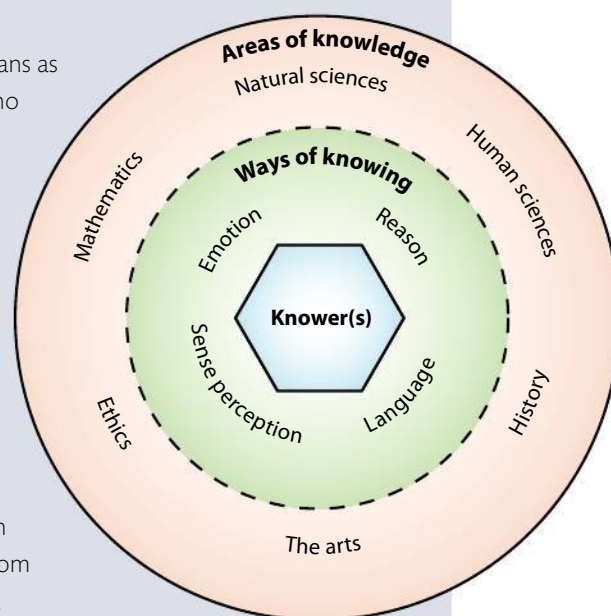 ans as
no
Areas of knowledge
Natural sciences
Human sciences
History
The arts
Ethics
Mathematics
Ways of knowing
Emotion
Reason
Language
Sense perception
Knower(s)
om